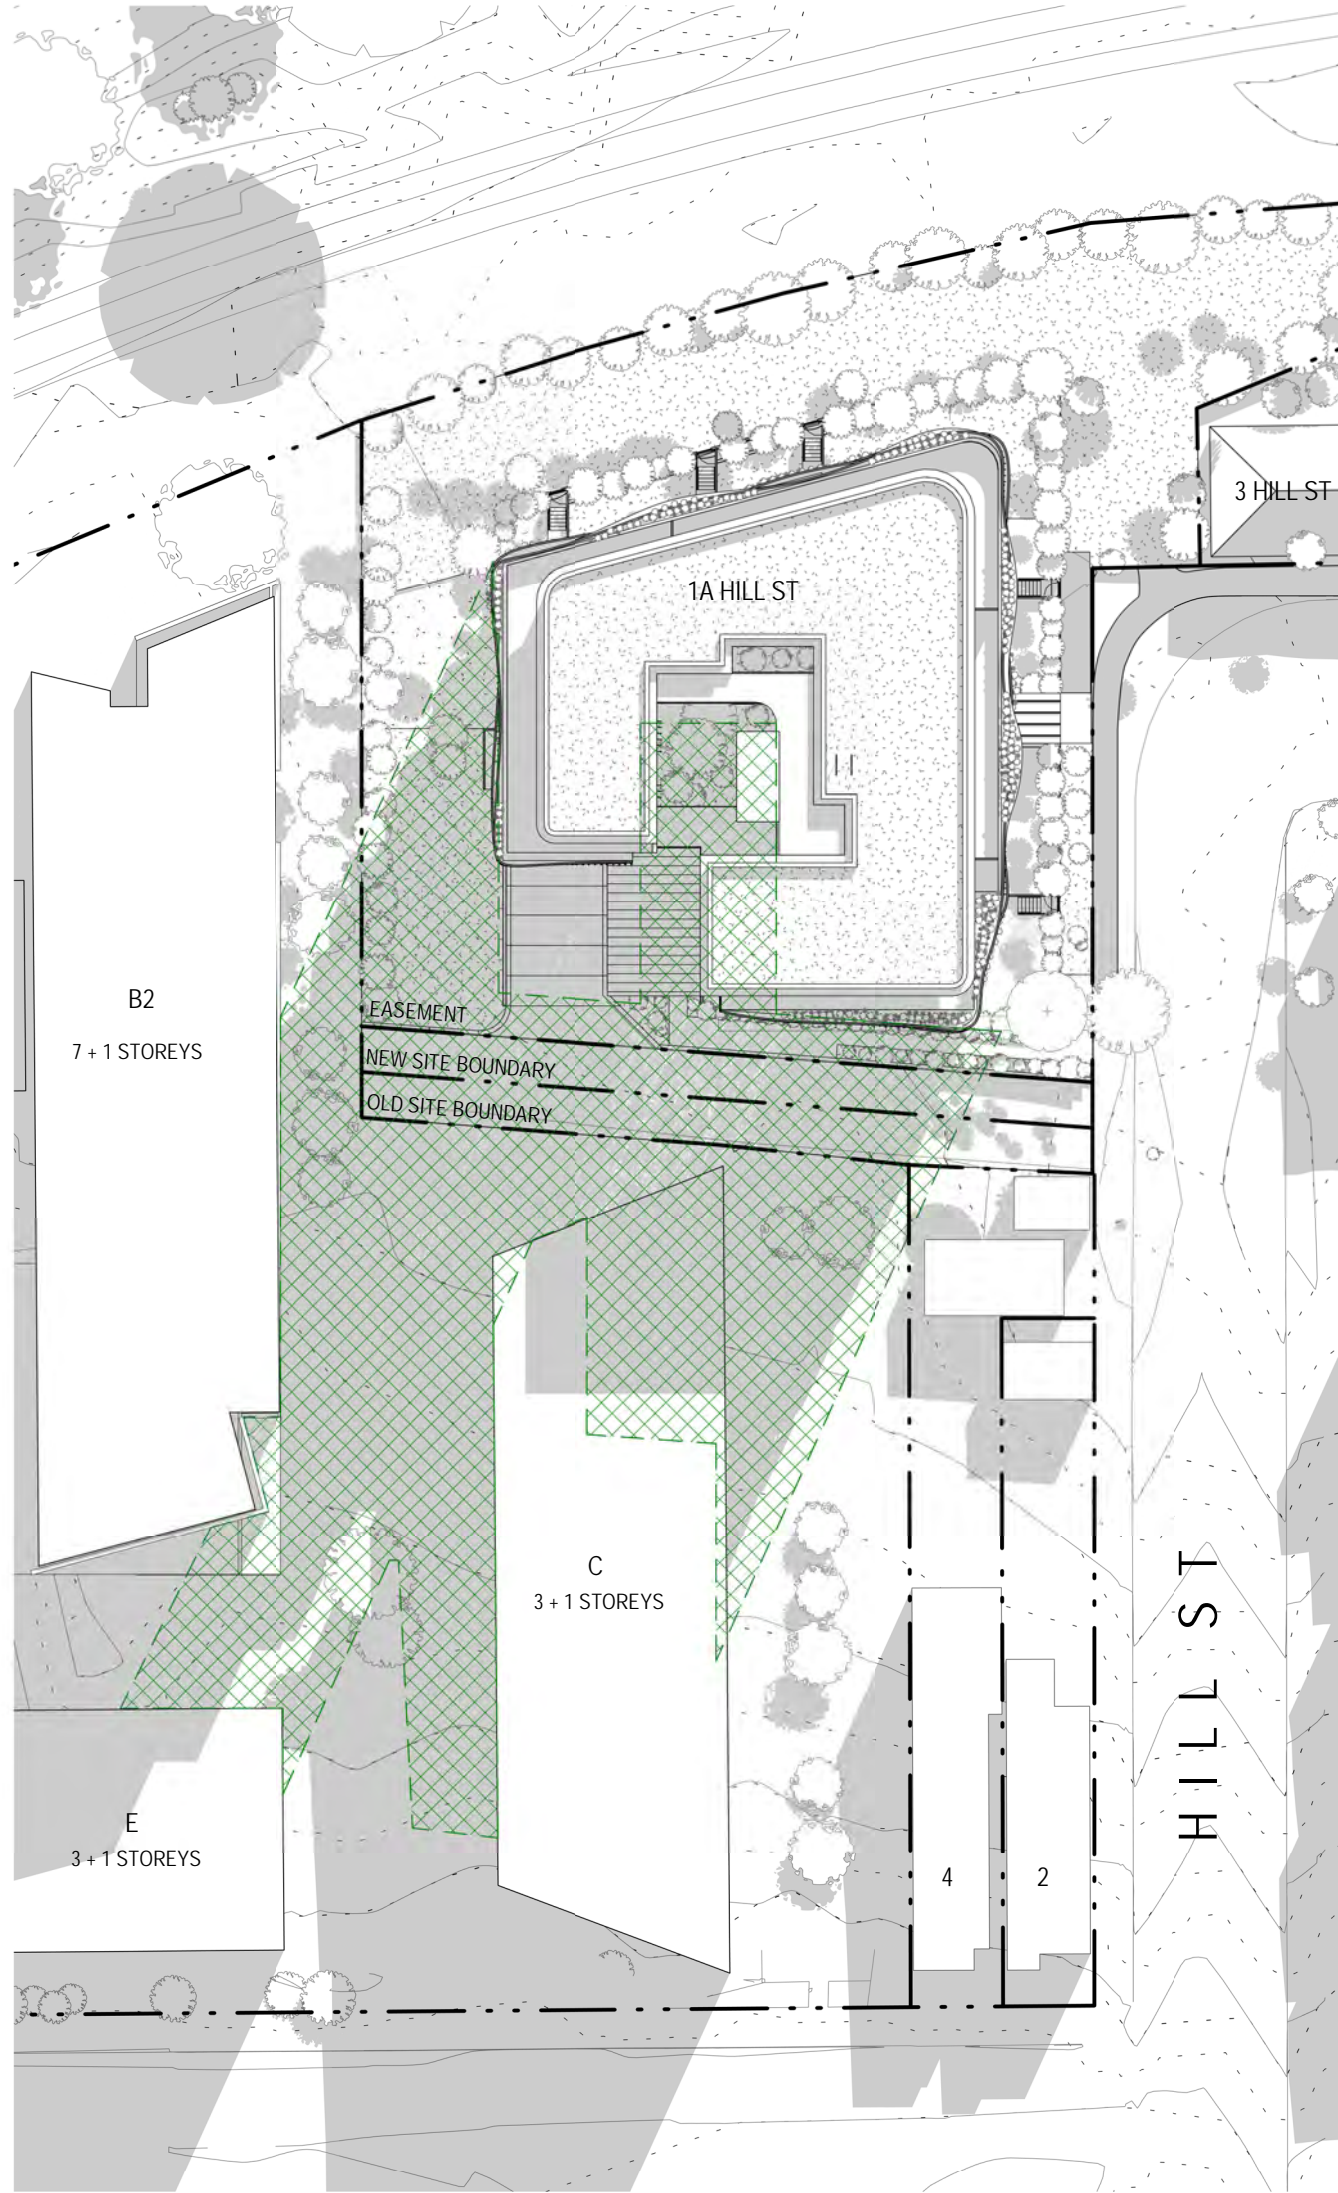 3 HILL ST
1A HILL ST
B2
7 + 1 STOREYS
EASEMENT
NEW SITE BOUNDARY
OLD SITE BOUNDARY
C
3 + 1 STOREYS
HILL ST
E
3 + 1 STOREYS
4
2